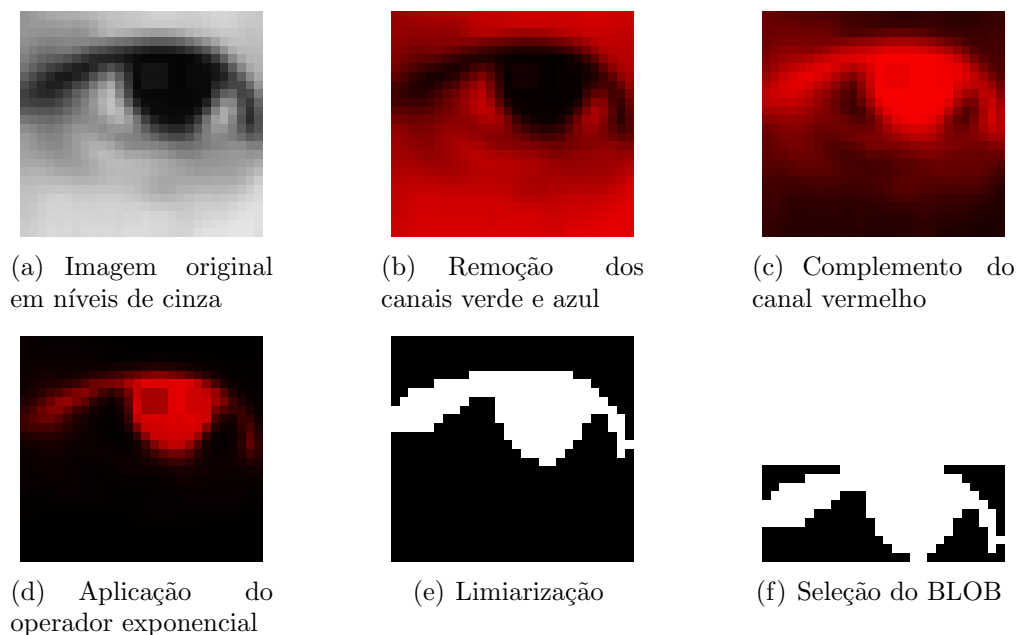 (a) Imagem original
em níveis de cinza
(b) Remoção dos
canais verde e azul
(c) Complemento do
canal vermelho
(d) Aplicação do
operador exponencial
(e) Limiarização
(f) Seleção do BLOB